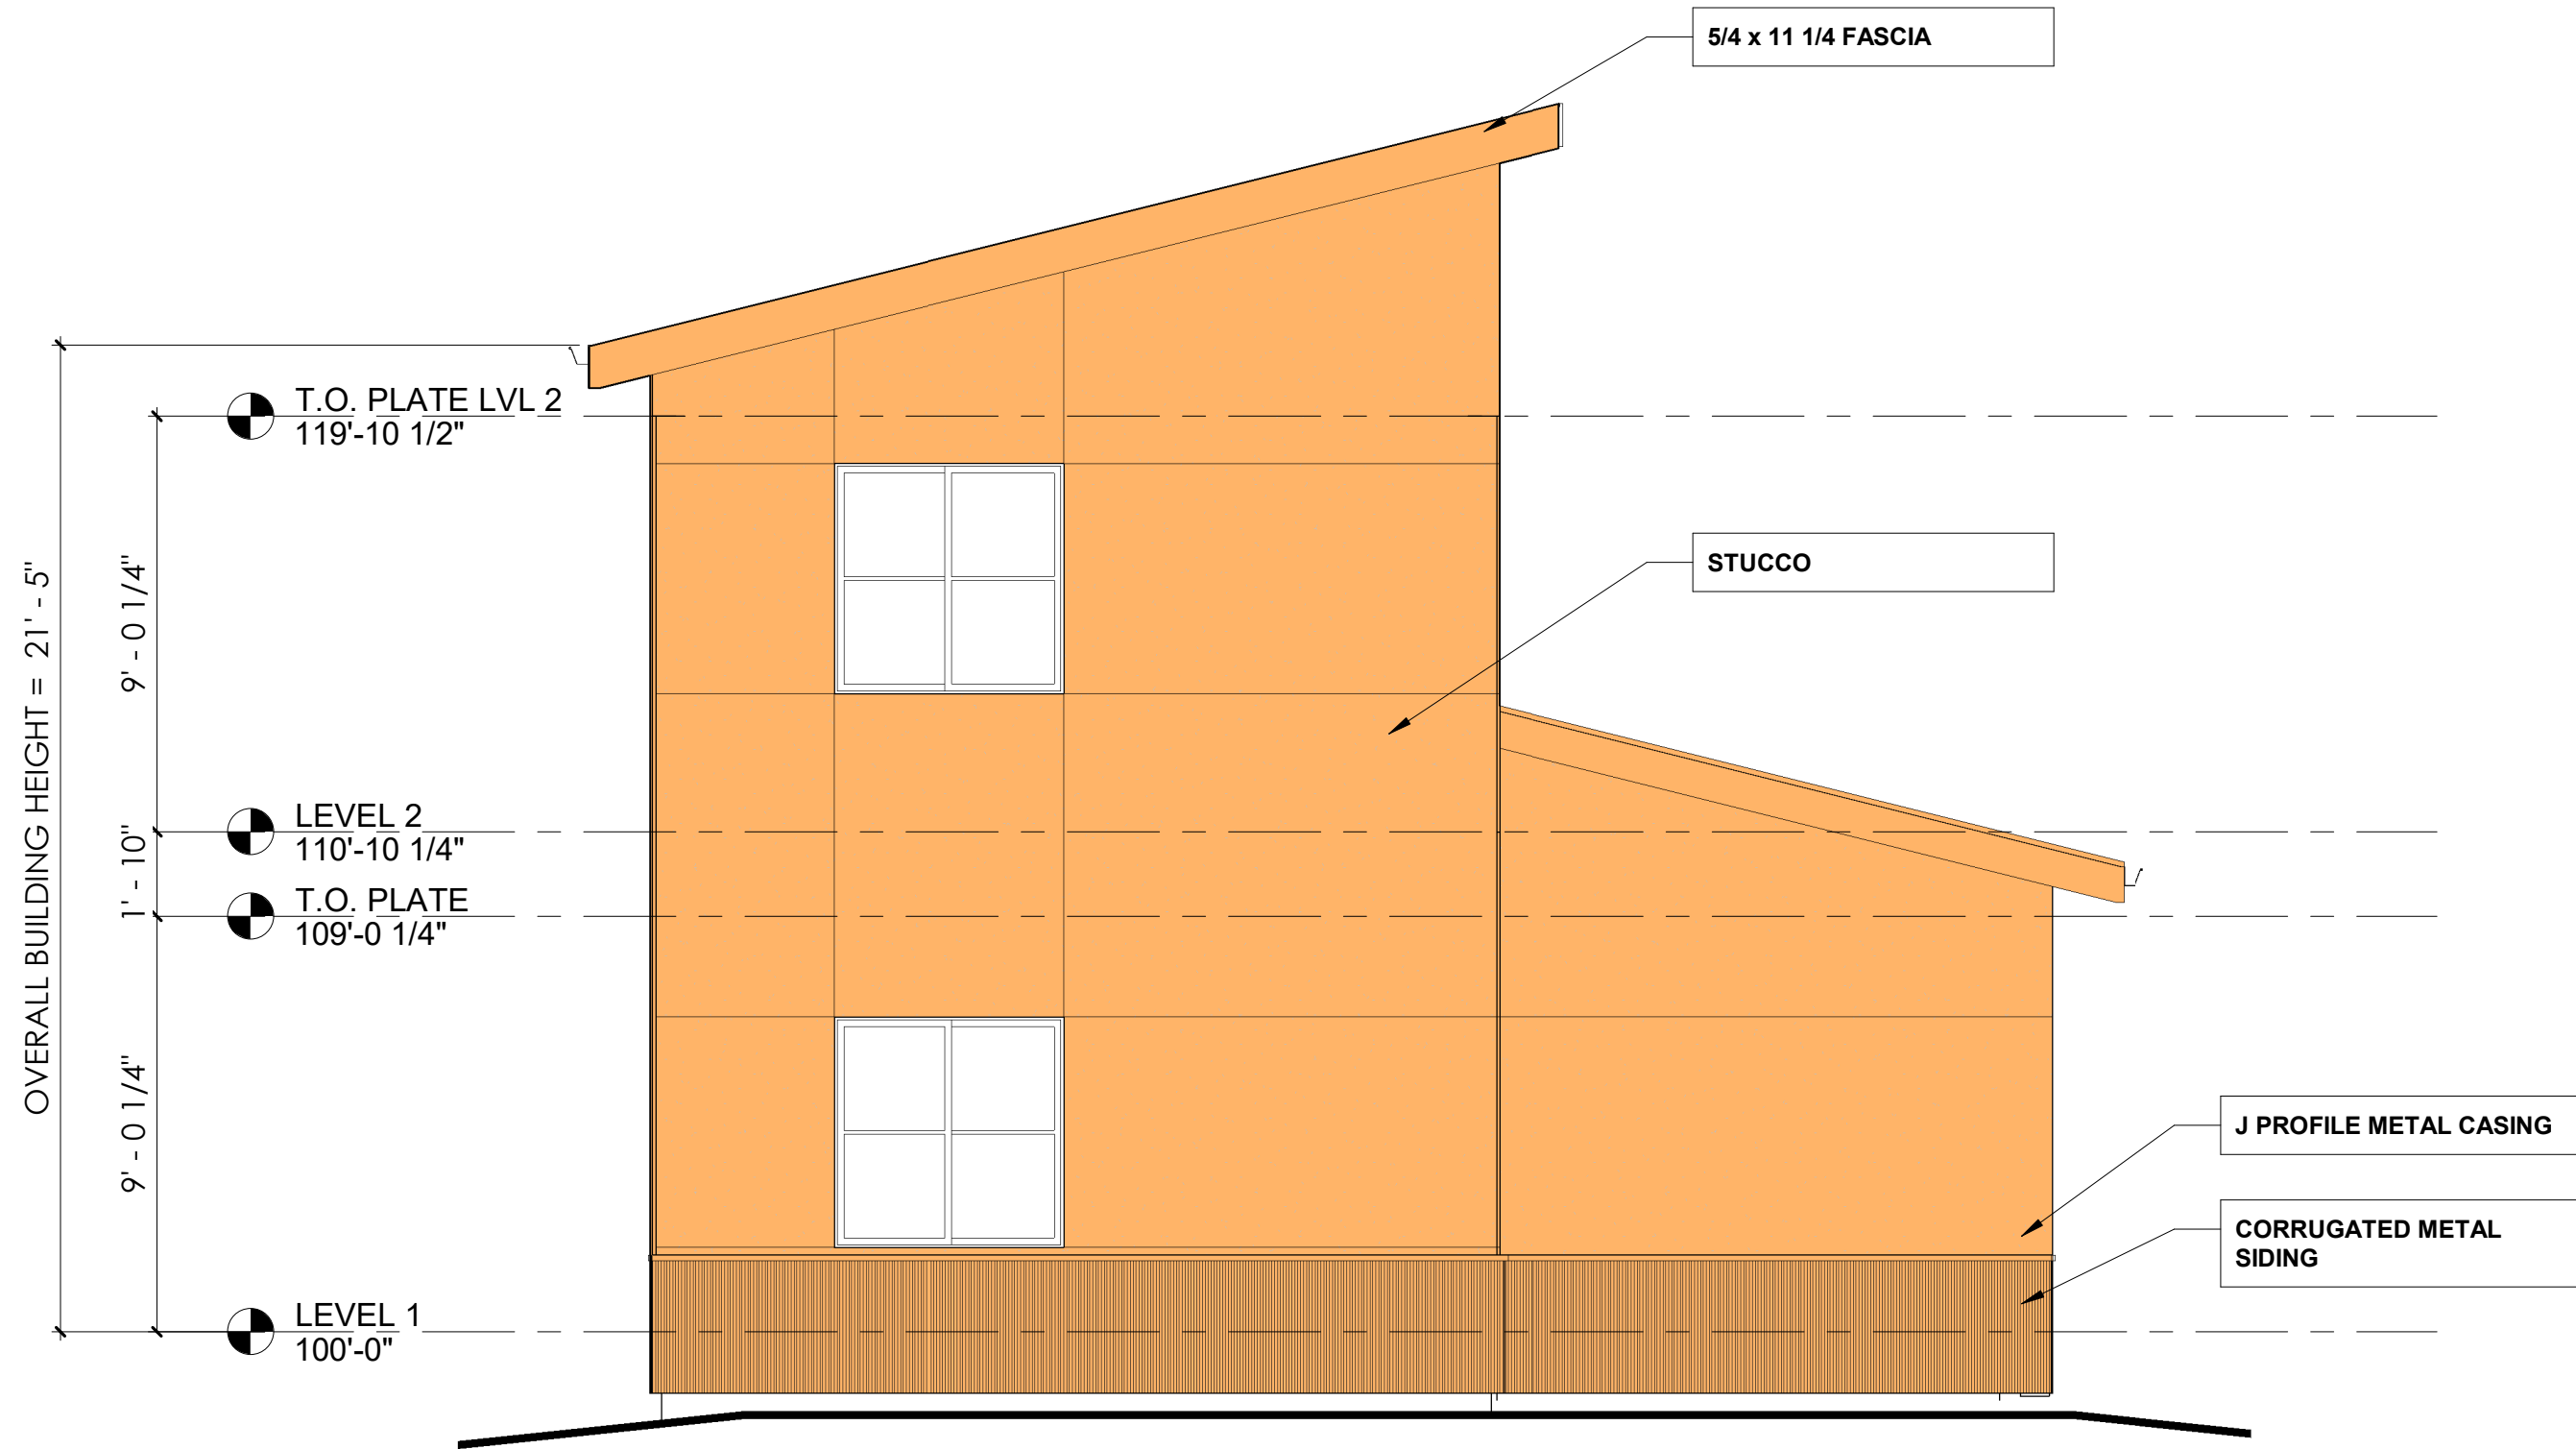 5/4 x 11 1/4 FASCIA
T.O. PLATE LVL 2
119'-10 1/2"
STUCCO
OVERALL BUILDING HEIGHT = 21' - 5"
9' - 0 1/4"
LEVEL 2
110'-10 1/4"
1' - 10"
T.O. PLATE
109'-0 1/4"
9' - 0 1/4"
J PROFILE METAL CASING
CORRUGATED METAL
SIDING
LEVEL 1
100'-0"